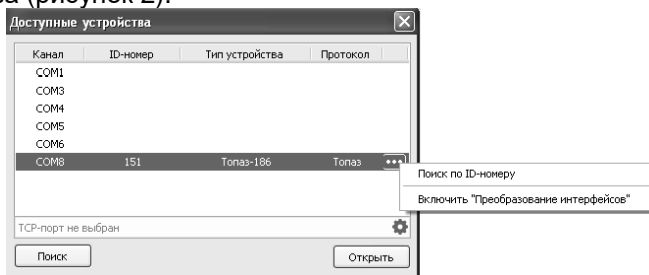 а (рисунок 2).
Доступные устройства
Канал ID-номер Тип устройства Протокол
COM1
COM3
COM4
COM5
COM6
COM8 151 Топаз-186 Топаз
Поиск по ID-номеру
Включить "Преобразование интерфейсов"
TCP-порт не выбран
Поиск Открыть